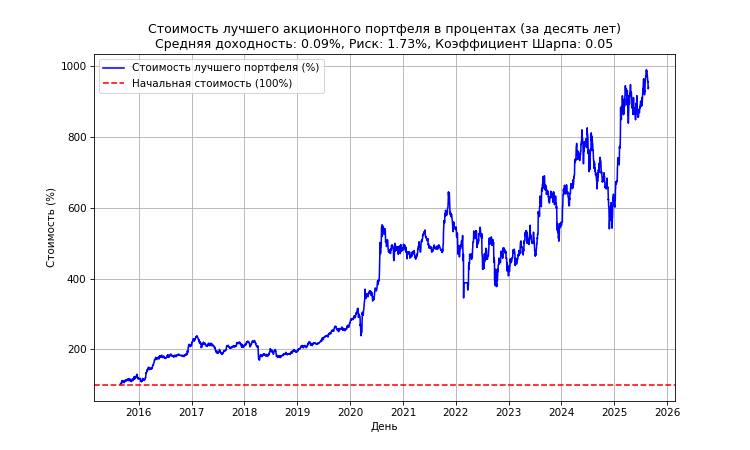 Стоимость лучшего акционного портфеля в процентах (за десять лет)
Средняя доходность: 0.09%, Риск: 1.73%, Коэффициент Шарпа: 0.05
Стоимость лучшего портфеля (%)
Начальная стоимость (100%)
Стоимость (%)
1000
800
600
400
200
2016 2017 2018 2019 2020 2021 2022 2023 2024 2025 2026
День